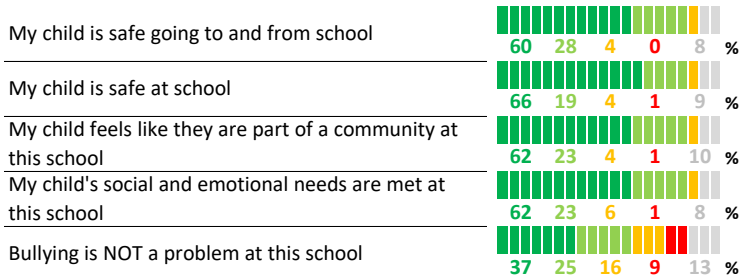 My child is safe going to and from school
60 28 4 0 8 %
My child is safe at school
66 19 4 1 9 %
My child feels like they are part of a community at
this school
62 23 4 1 10 %
My child's social and emotional needs are met at
this school
62 23 6 1 8 %
Bullying is NOT a problem at this school
37 25 16 9 13 %